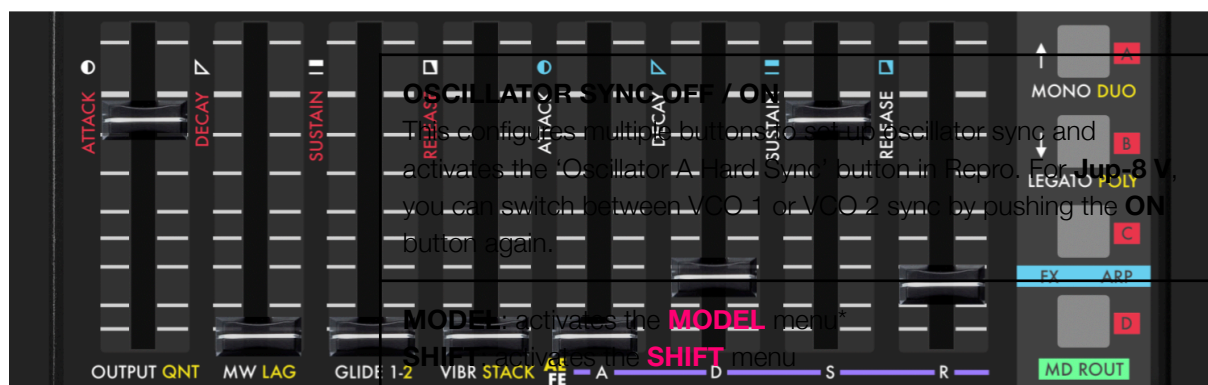 ATTACK
DECAY
SUSTAIN
RELEASE
ATTACK
DECAY
SUSTAIN
RELEASE
OSCILLATOR SYNC OFF / ON
This configures multiple buttons to set up oscillator sync and
activates the ‘Oscillator A Hard Sync’ button in Repro. For Jup-8 V,
you can switch between VCO 1 or VCO 2 sync by pushing the ON
button again.
MODEL: activates the MODEL menu*
SHIFT: activates the SHIFT menu
A
MONO DUO
B
LEGATO POLY
C
FX ARP
D
MD ROUT
OUTPUT QNT MW LAG GLIDE 1-2 VIBR STACK AE FE A D S R